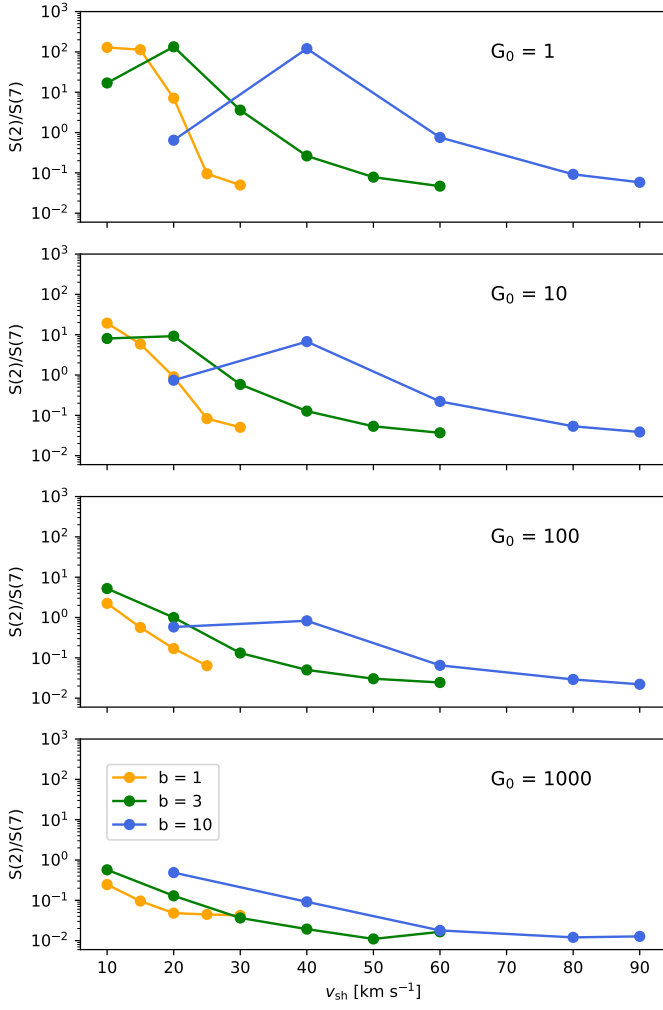 10³
10²
10¹
10⁰
10⁻¹
10⁻²
S(2)/S(7)
G₀ = 1
10³
10²
10¹
10⁰
10⁻¹
10⁻²
S(2)/S(7)
G₀ = 10
10³
10²
10¹
10⁰
10⁻¹
10⁻²
S(2)/S(7)
G₀ = 100
10³
10²
10¹
10⁰
10⁻¹
10⁻²
S(2)/S(7)
G₀ = 1000
b = 1
b = 3
b = 10
10 20 30 40 50 60 70 80 90
v_sh [km s⁻¹]